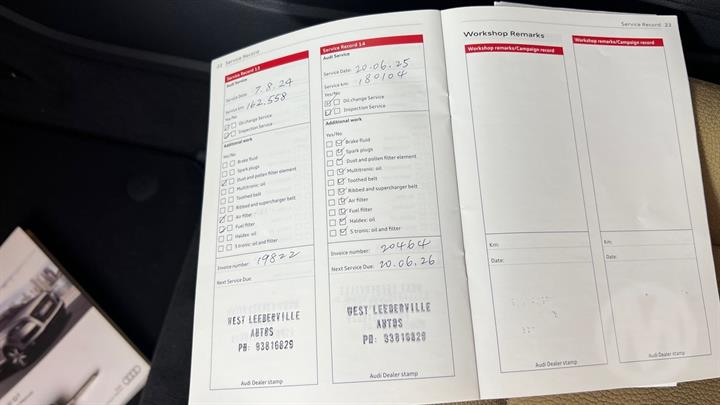 22 Service Record
Service Record 13
Audi Service
Service Date: 7.8.24
Service km: 162.558
Yes/No
Oil change Service
Inspection Service
Additional work
Yes/No
Brake fluid
Spark plugs
Dust and pollen filter element
Multitronic: oil
Toothed belt
Ribbed and supercharger belt
Air filter
Fuel filter
Haldex: oil
S tronic: oil and filter
Invoice number: 19822
Next Service Due:
WEST LEEDERVILLE
AUTOS
PH: 93816829
Audi Dealer stamp
Service Record 14
Audi Service
Service Date: 20.06.25
Service km: 180104
Yes/No
Oil change Service
Inspection Service
Additional work
Yes/No
Brake fluid
Spark plugs
Dust and pollen filter element
Multitronic: oil
Toothed belt
Ribbed and supercharger belt
Air filter
Fuel filter
Haldex: oil
S tronic: oil and filter
Invoice number: 20464
Next Service Due: 20.06.26
WEST LEEDERVILLE
AUTOS
PH: 93816829
Audi Dealer stamp
Service Record 23
Workshop Remarks
Workshop remarks/Campaign record
Km:
Date:
Audi Dealer stamp
Workshop remarks/Campaign record
Km:
Date:
Audi Dealer stamp